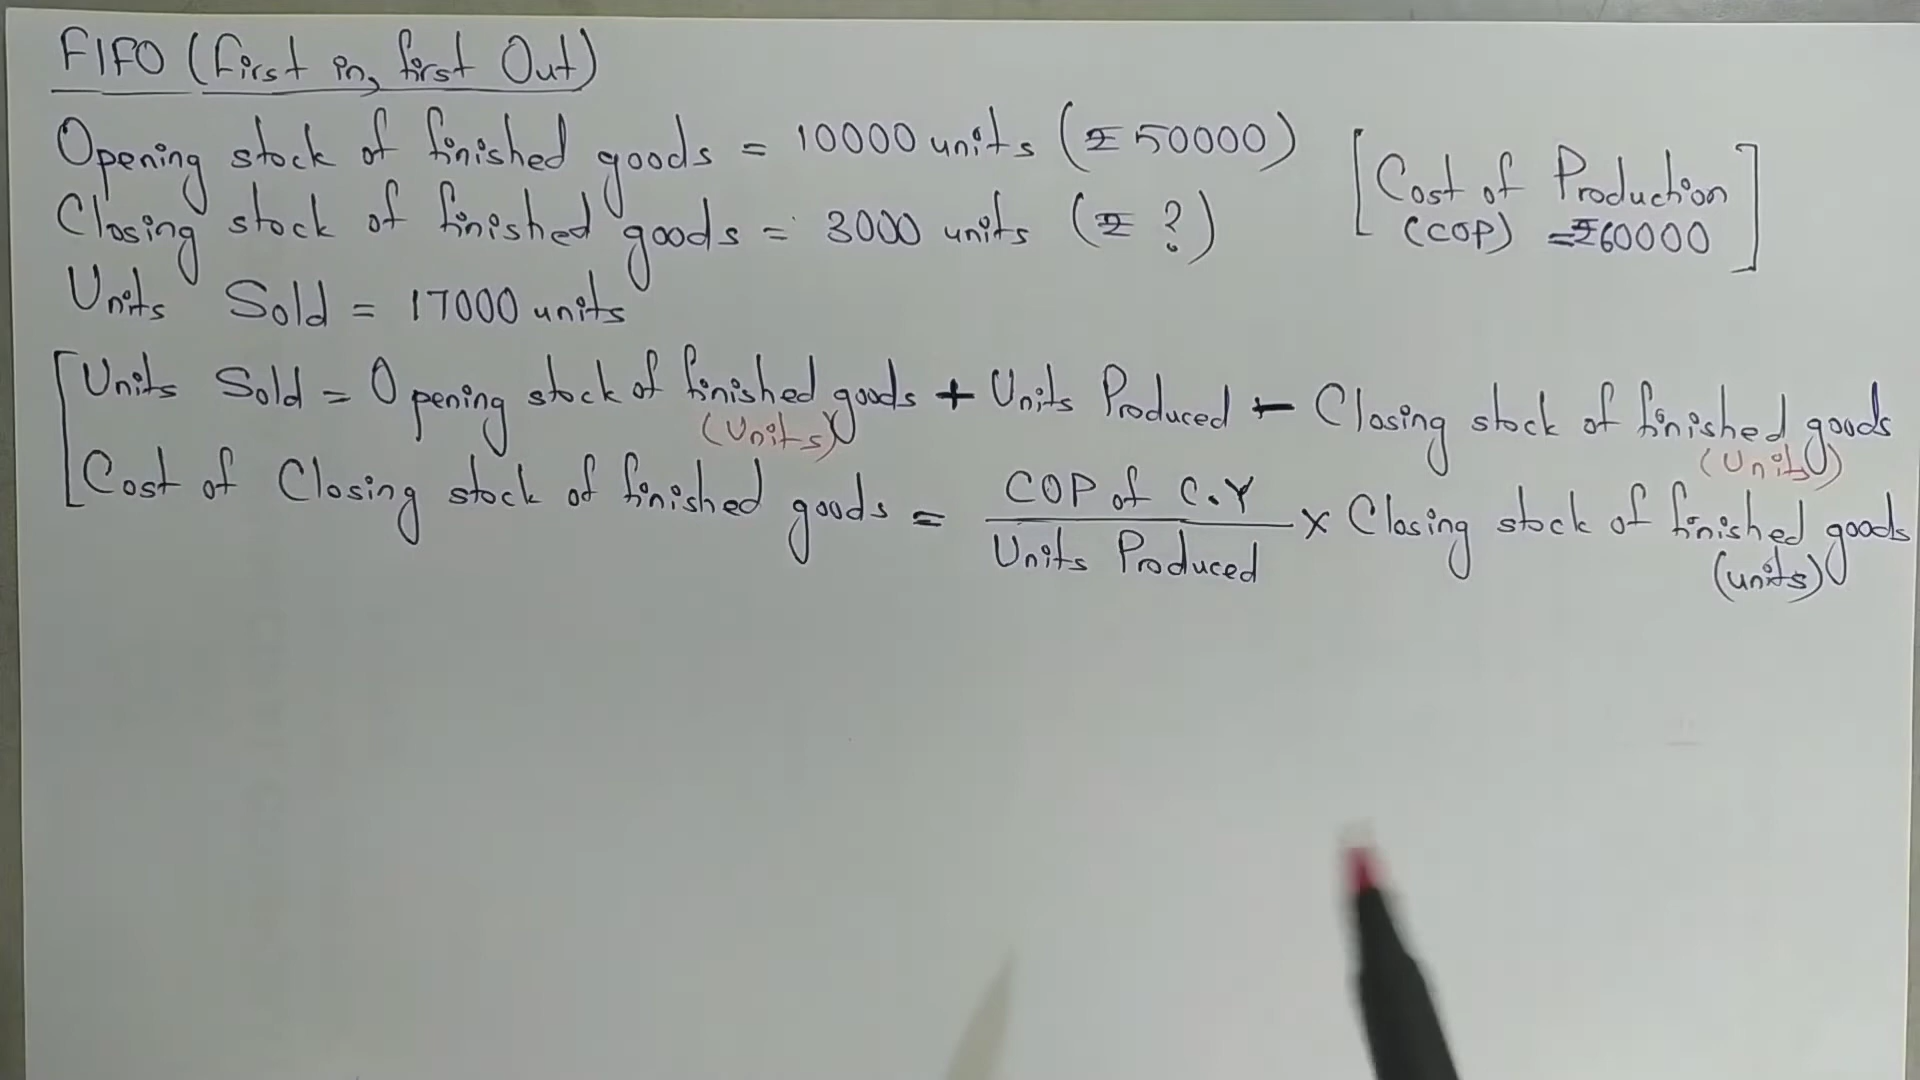 FIFO (First in, first Out)
Opening stock of finished goods = 10000 units (₹ 50000)
Closing stock of finished goods = 3000 units (₹ ?)
[Cost of Production
(COP) = ₹60000]
Units Sold = 17000 units
[Units Sold = Opening stock of finished goods + Units Produced - Closing stock of finished goods
(Units) (Units)
Cost of Closing stock of finished goods = COP of C.Y / Units Produced × Closing stock of finished goods
(units)